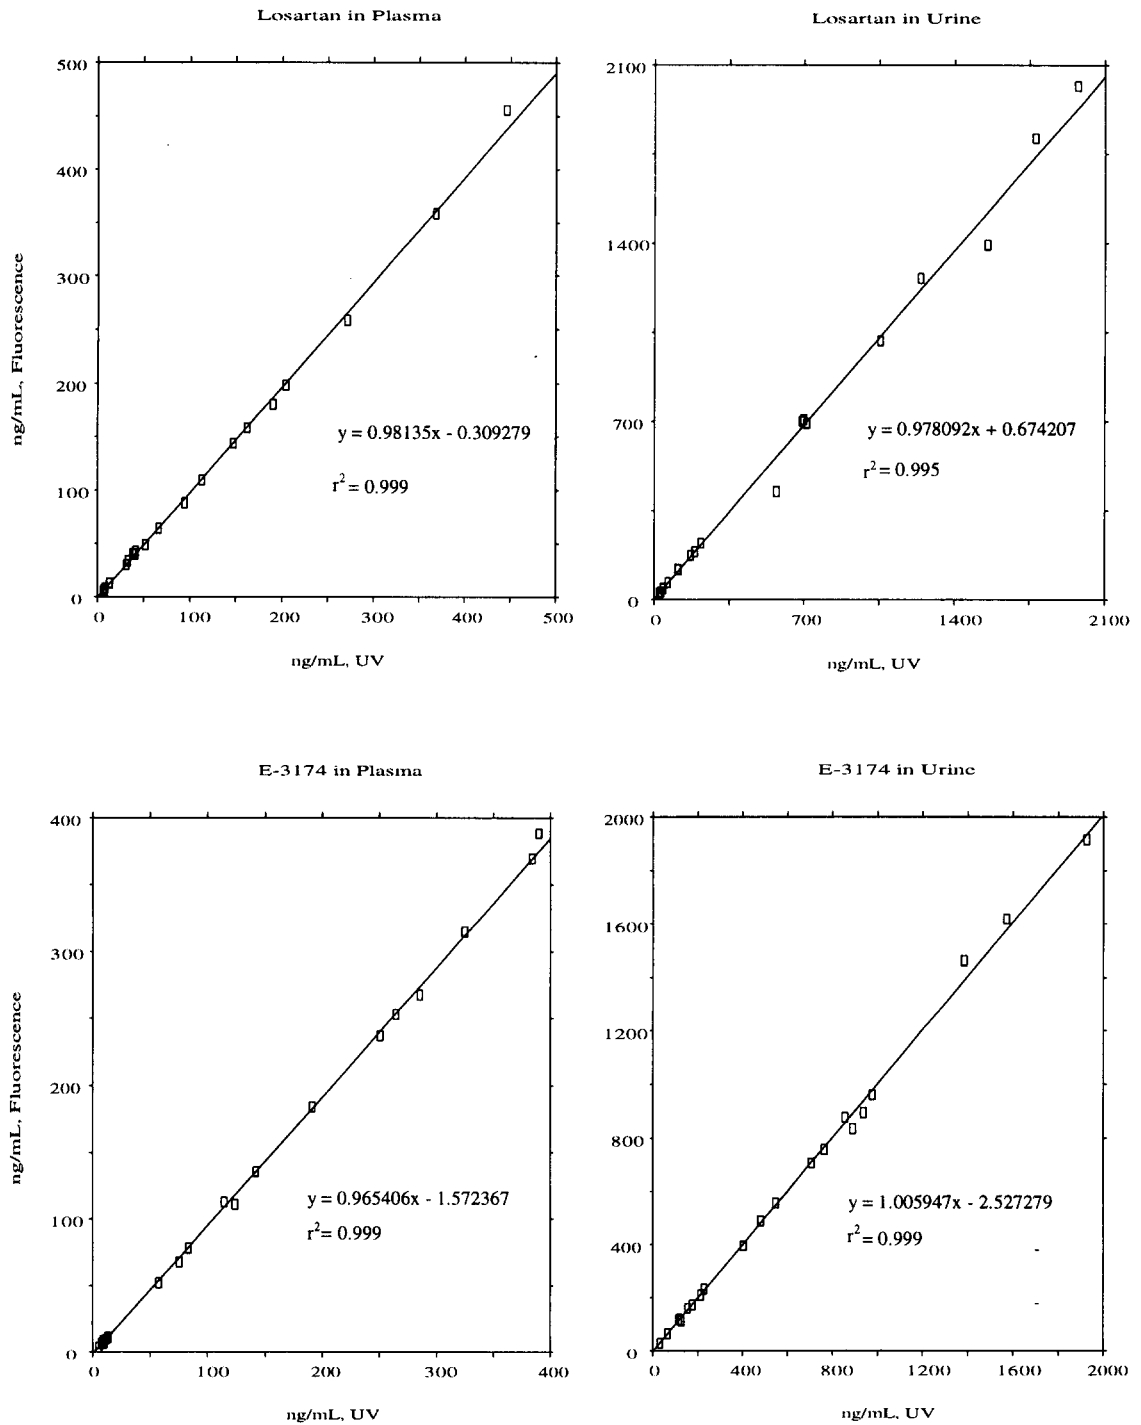 Losartan in Plasma
500
400
300
200
100
0
0 100 200 300 400 500
ng/mL, Fluorescence
ng/mL, UV
y = 0.98135x - 0.309279
r² = 0.999
Losartan in Urine
2100
1400
700
0
0 700 1400 2100
ng/mL, UV
y = 0.978092x + 0.674207
r² = 0.995
E-3174 in Plasma
400
300
200
100
0
0 100 200 300 400
ng/mL, Fluorescence
ng/mL, UV
y = 0.965406x - 1.572367
r² = 0.999
E-3174 in Urine
2000
1600
1200
800
400
0
0 400 800 1200 1600 2000
ng/mL, UV
y = 1.005947x - 2.527279
r² = 0.999